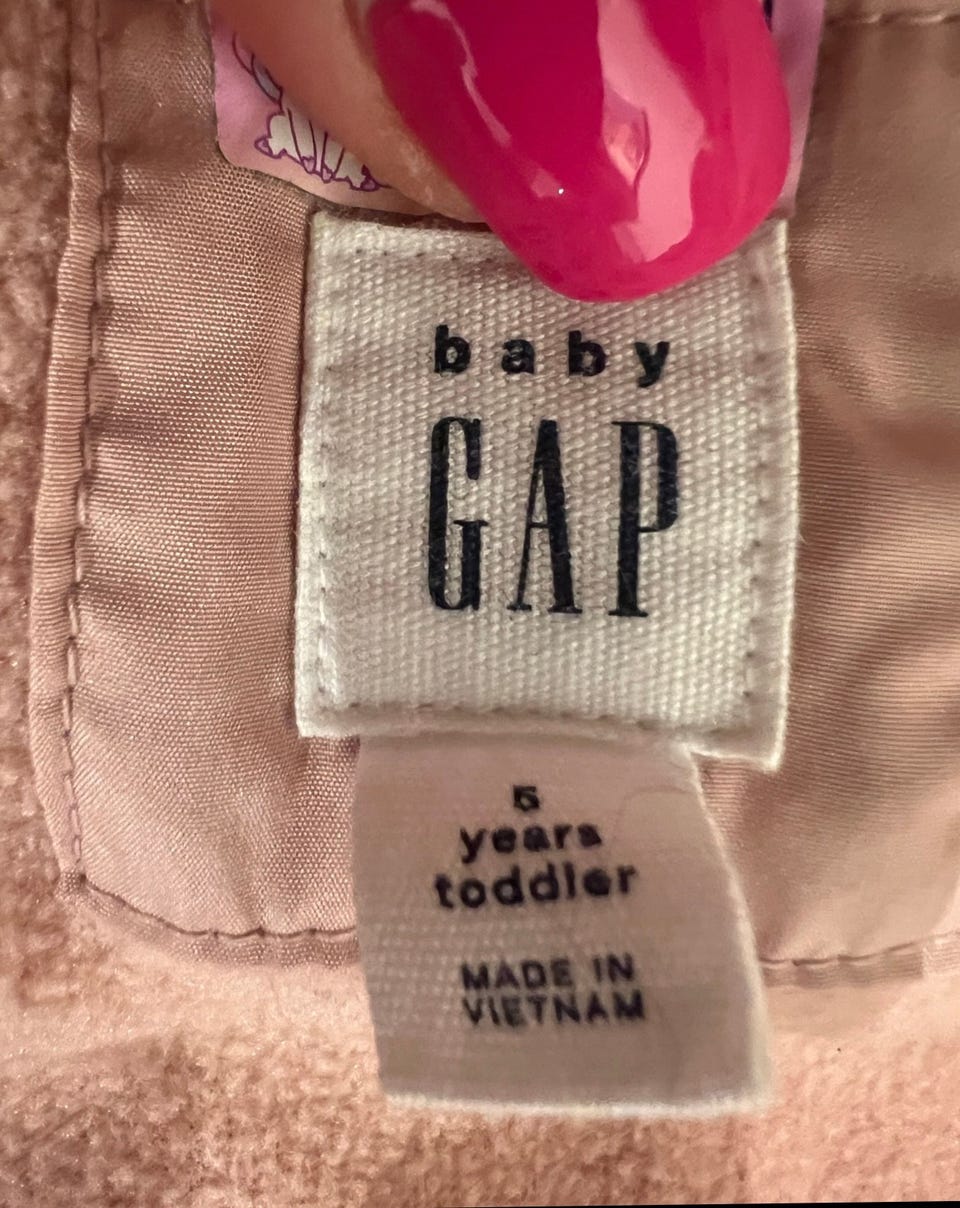 baby
GAP
5
years
toddler
MADE IN
VIETNAM